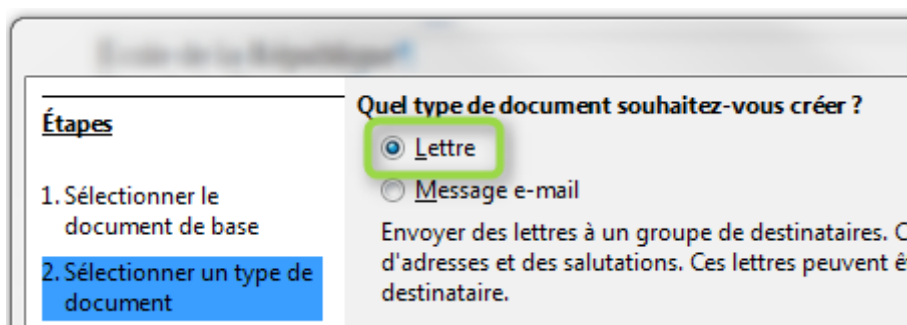 Étapes
1. Sélectionner le
document de base
2. Sélectionner un type de
document
Quel type de document souhaitez-vous créer ?
Lettre
Message e-mail
Envoyer des lettres à un groupe de destinataires. C
d'adresses et des salutations. Ces lettres peuvent ê
destinataire.